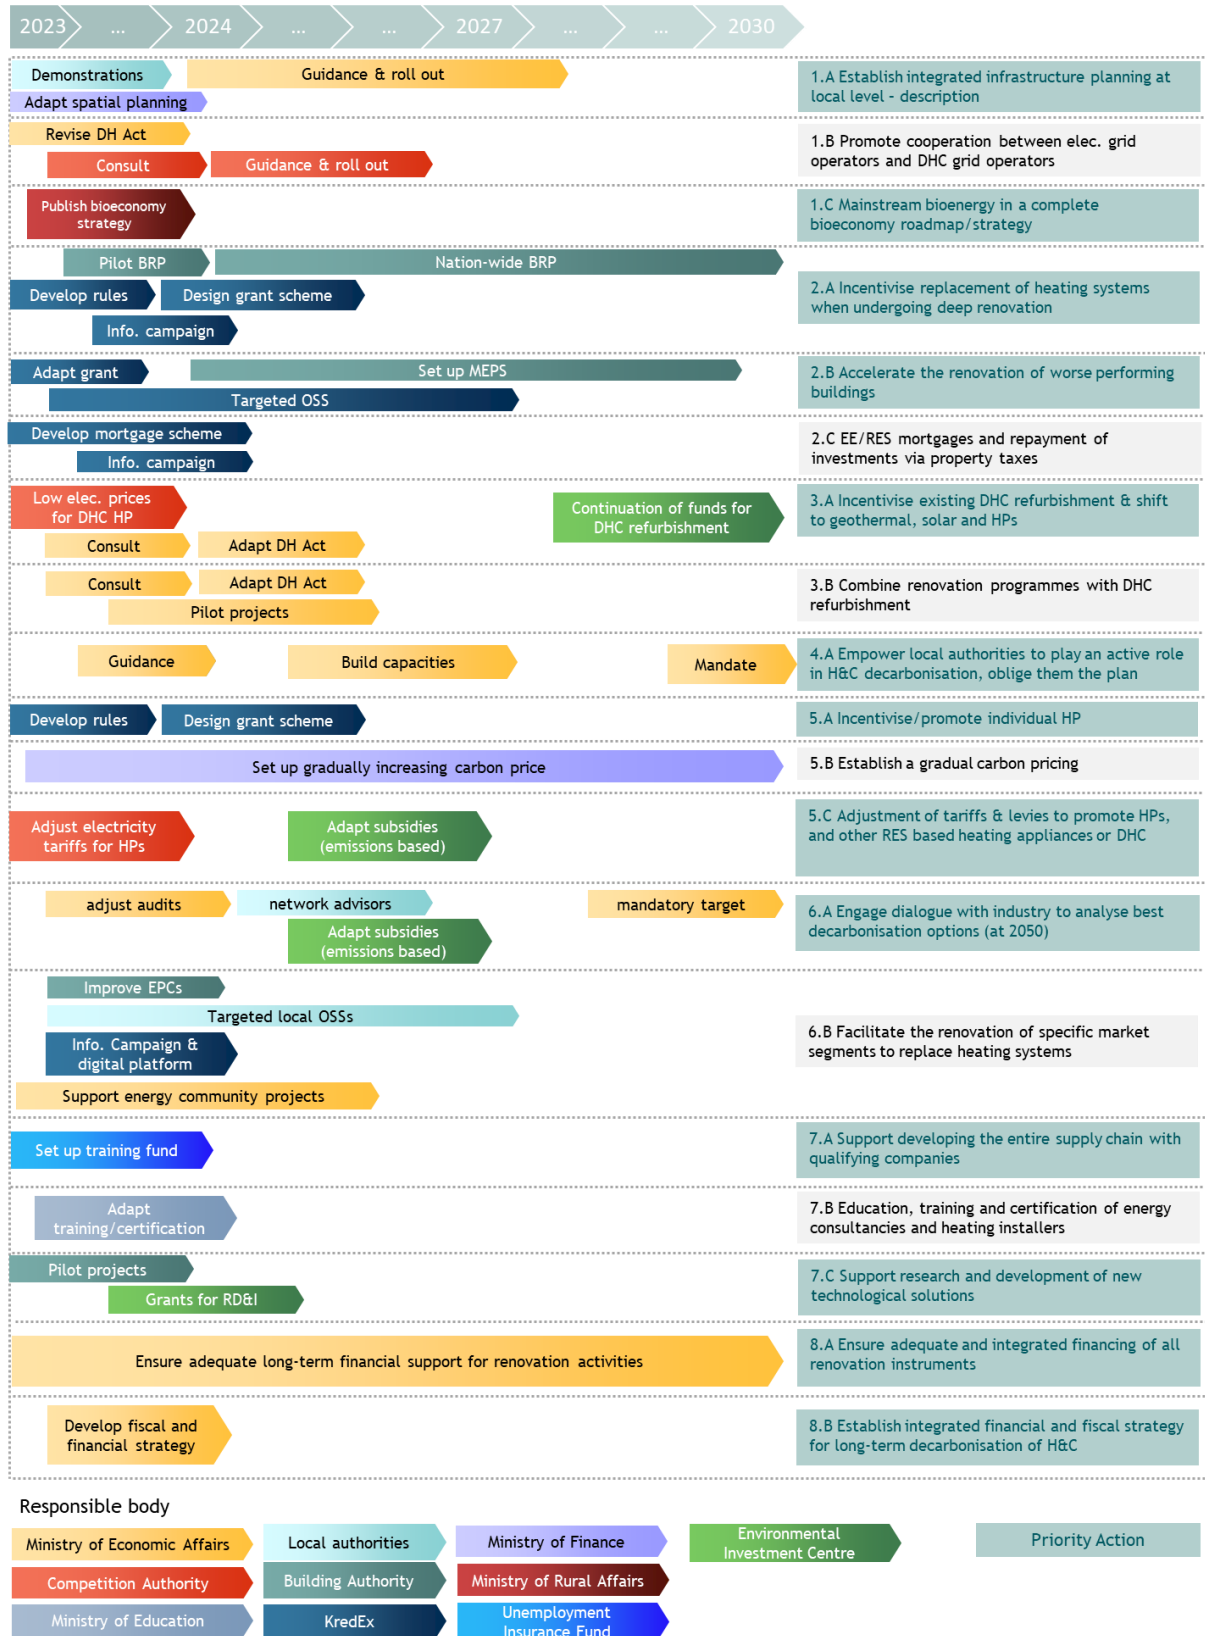 2023 ... 2024 ... ... 2027 ... ... 2030
Demonstrations
Guidance & roll out
Adapt spatial planning
1.A Establish integrated infrastructure planning at
local level - description
Revise DH Act
Consult
Guidance & roll out
1.B Promote cooperation between elec. grid
operators and DHC grid operators
Publish bioeconomy
strategy
1.C Mainstream bioenergy in a complete
bioeconomy roadmap/strategy
Pilot BRP
Nation-wide BRP
Develop rules
Design grant scheme
Info. campaign
2.A Incentivise replacement of heating systems
when undergoing deep renovation
Adapt grant
Set up MEPS
Targeted OSS
2.B Accelerate the renovation of worse performing
buildings
Develop mortgage scheme
Info. campaign
2.C EE/RES mortgages and repayment of
investments via property taxes
Low elec. prices
for DHC HP
Continuation of funds for
DHC refurbishment
Consult
Adapt DH Act
3.A Incentivise existing DHC refurbishment & shift
to geothermal, solar and HPs
Consult
Adapt DH Act
Pilot projects
3.B Combine renovation programmes with DHC
refurbishment
Guidance
Build capacities
Mandate
4.A Empower local authorities to play an active role
in H&C decarbonisation, oblige them the plan
Develop rules
Design grant scheme
5.A Incentivise/promote individual HP
Set up gradually increasing carbon price
5.B Establish a gradual carbon pricing
Adjust electricity
tariffs for HPs
Adapt subsidies
(emissions based)
5.C Adjustment of tariffs & levies to promote HPs,
and other RES based heating appliances or DHC
adjust audits
network advisors
mandatory target
Adapt subsidies
(emissions based)
6.A Engage dialogue with industry to analyse best
decarbonisation options (at 2050)
Improve EPCs
Targeted local OSSs
Info. Campaign &
digital platform
Support energy community projects
6.B Facilitate the renovation of specific market
segments to replace heating systems
Set up training fund
7.A Support developing the entire supply chain with
qualifying companies
Adapt
training/certification
7.B Education, training and certification of energy
consultancies and heating installers
Pilot projects
Grants for RD&I
7.C Support research and development of new
technological solutions
Ensure adequate long-term financial support for renovation activities
8.A Ensure adequate and integrated financing of all
renovation instruments
Develop fiscal and
financial strategy
8.B Establish integrated financial and fiscal strategy
for long-term decarbonisation of H&C
Responsible body
Ministry of Economic Affairs
Local authorities
Ministry of Finance
Environmental
Investment Centre
Priority Action
Competition Authority
Building Authority
Ministry of Rural Affairs
Ministry of Education
KredEx
Unemployment
Insurance Fund